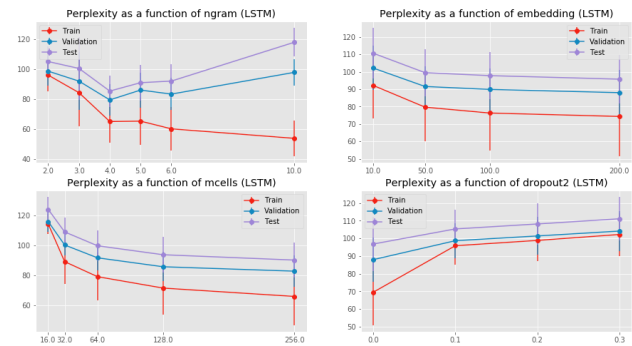 Perplexity as a function of ngram (LSTM)
Train
Validation
Test
120
100
80
60
40
2.0 3.0 4.0 5.0 6.0 10.0
Perplexity as a function of embedding (LSTM)
Train
Validation
Test
120
110
100
90
80
70
60
50
10.0 50.0 100.0 200.0
Perplexity as a function of mcells (LSTM)
Train
Validation
Test
120
100
80
60
16.0 32.0 64.0 128.0 256.0
Perplexity as a function of dropout2 (LSTM)
Train
Validation
Test
120
110
100
90
80
70
60
50
0.0 0.1 0.2 0.3